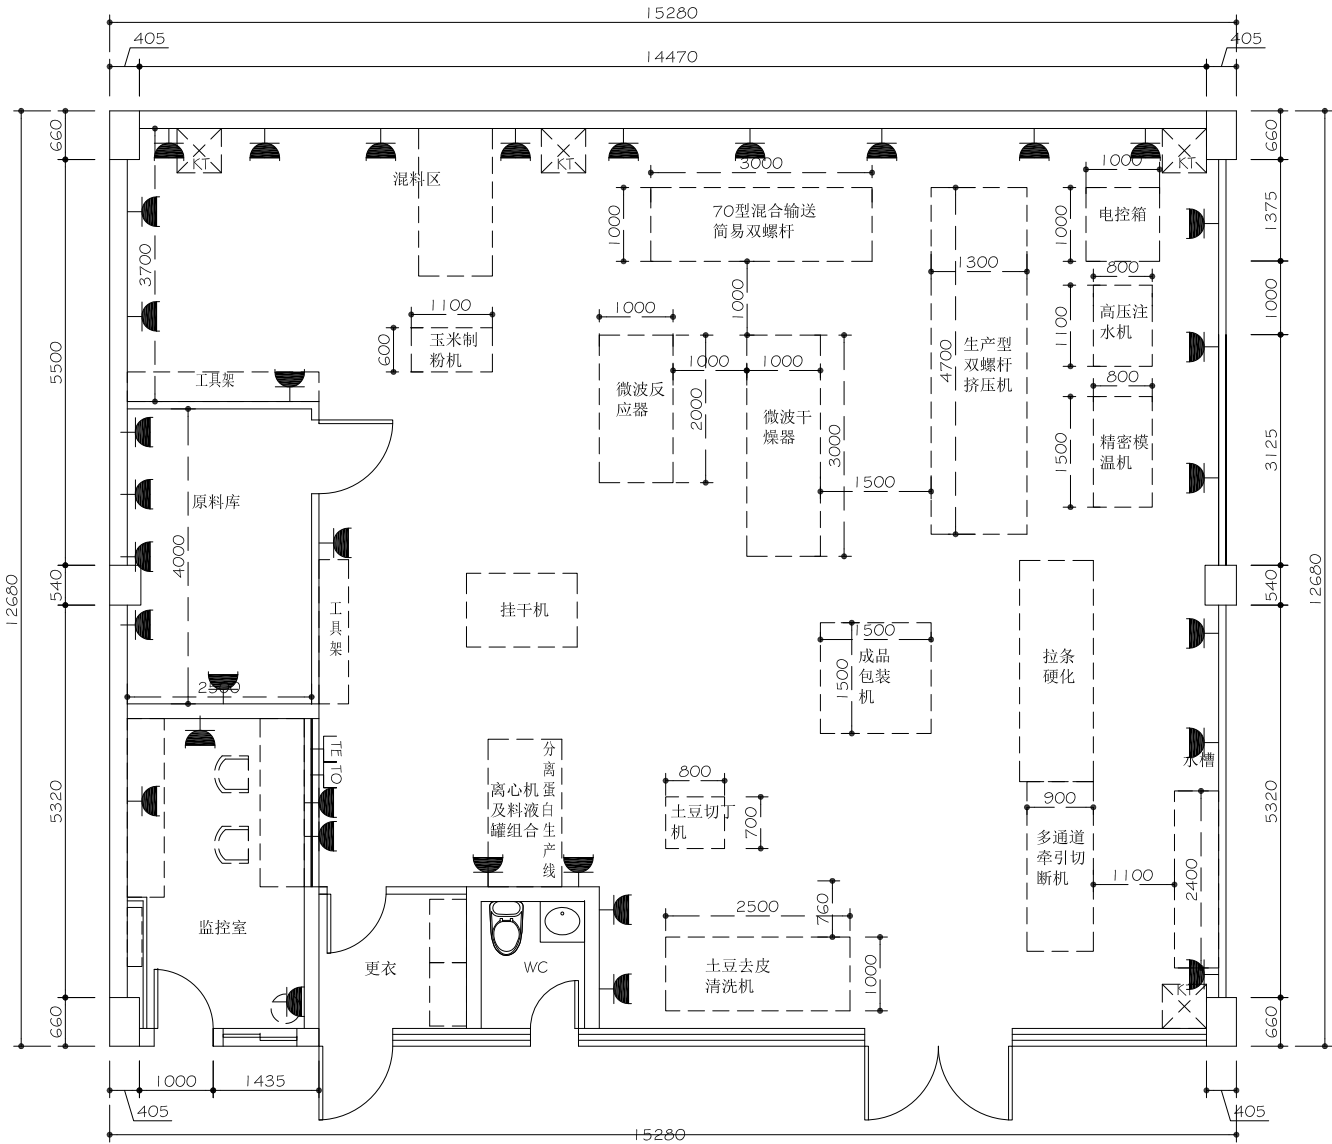 15280
405
405
14470
660
660
KT
KT
KT
混料区
3000
1000
70型混合输送
简易双螺杆
1000
电控箱
1000
1375
3700
1300
800
1100
1000
1000
1000
高压注
水机
1100
600
玉米制
粉机
生产型
双螺杆
挤压机
4700
5500
工具架
1000
1000
800
微波反
应器
2000
微波干
燥器
3000
精密模
温机
1500
3125
1500
原料库
4000
12680
540
540
12680
工
具
架
挂干机
1500
成品
包装
机
1500
拉条
硬化
2500
TE
TO
水槽
分
离
蛋
白
生
产
线
离心机
及料液
罐组合
800
土豆切丁
机
700
900
多通道
牵引切
断机
1100
2400
5320
5320
760
2500
监控室
更衣
WC
土豆去皮
清洗机
1000
KT
660
660
1000
1435
405
405
15280